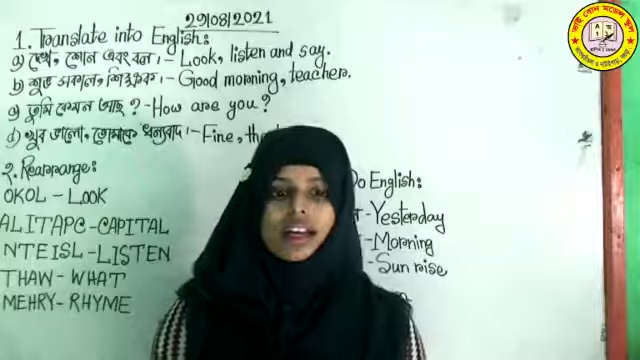 29/08/2021
1. Translate into English:
a) দেখ, শোন এবং বল।- Look, listen and say.
b) শুভ সকাল, শিক্ষক।- Good morning, teacher.
তুমি কেমন আছ? - How are you?
d) খুব ভালো, তোমাকে ধন্যবাদ।- Fine,
২. Rearrange:
OKOL - LOOK
ALITAPC - CAPITAL
NTEISL - LISTEN
THAW - WHAT
MEHRY - RHYME
Do English:
- Yesterday
- Morning
- Sun rise